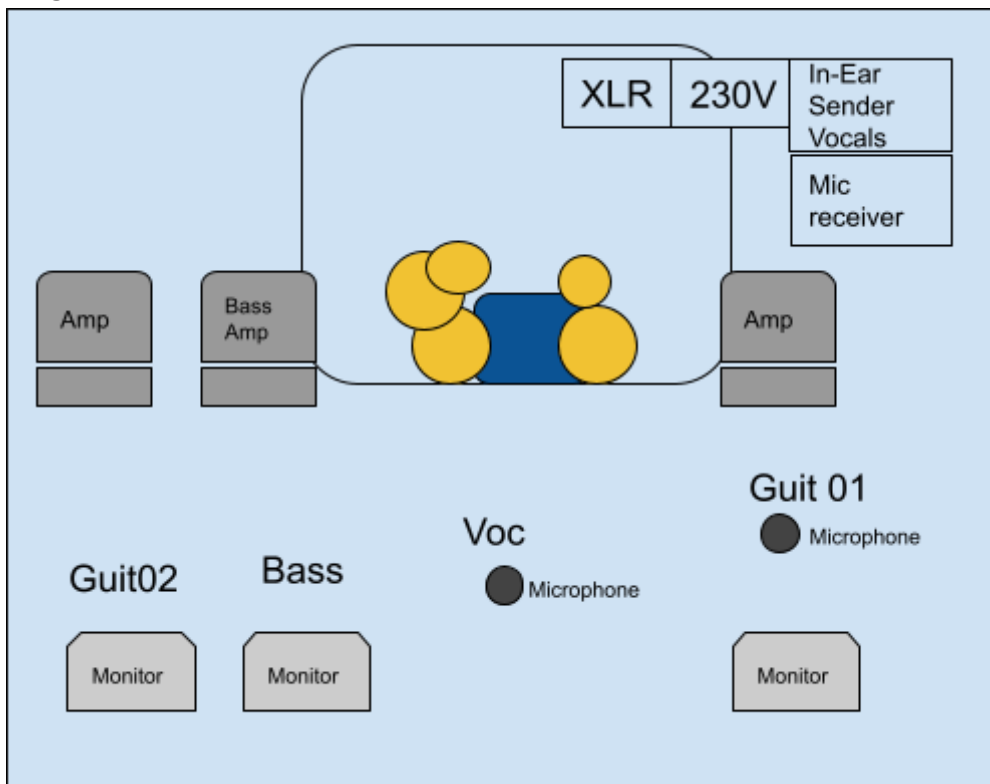 XLR
230V
In-Ear
Sender
Vocals
Mic
receiver
Amp
Bass
Amp
Amp
Guit 01
Microphone
Voc
Microphone
Guit02
Bass
Monitor
Monitor
Monitor